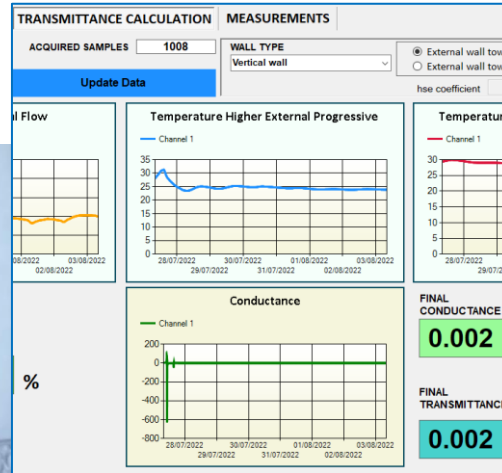 TRANSMITTANCE CALCULATION MEASUREMENTS
ACQUIRED SAMPLES 1008
Update Data
WALL TYPE
Vertical wall
External wall tow
External wall tow
hse coefficient
l Flow
03/08/2022
02/08/2022
Temperature Higher External Progressive
Channel 1
35
30
25
20
15
10
5
0
28/07/2022 30/07/2022 01/08/2022 03/08/2022
29/07/2022 31/07/2022 02/08/2022
Temperatur
Channel 1
30
25
20
15
10
5
0
28/07/2022
29/07/2
Conductance
Channel 1
200
0
-200
-400
-600
-800
28/07/2022 30/07/2022 01/08/2022 03/08/2022
29/07/2022 31/07/2022 02/08/2022
FINAL
CONDUCTANCE
0.002
FINAL
TRANSMITTANCE
0.002
%